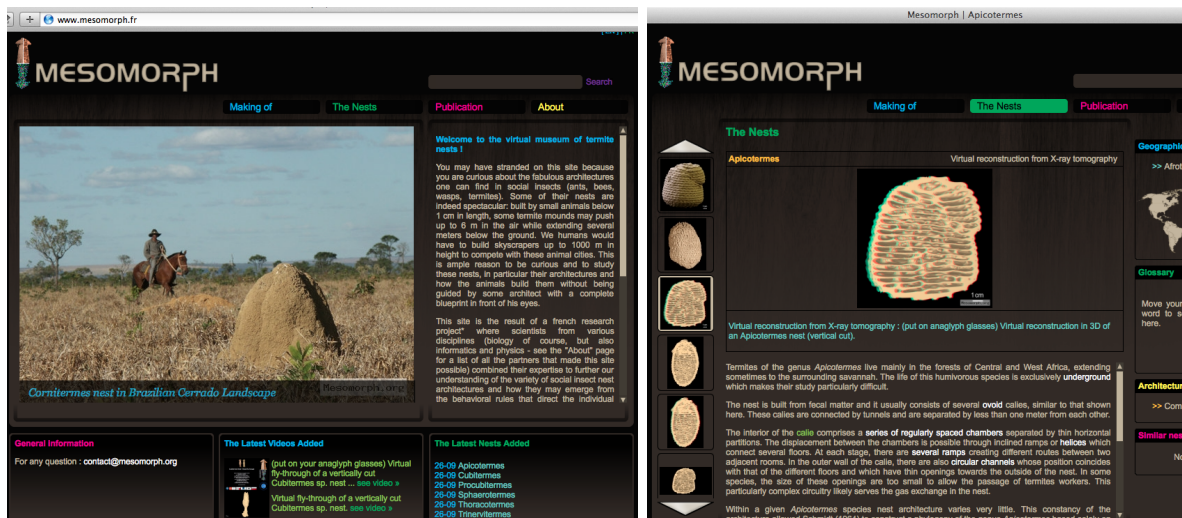 www.mesomorph.fr
MESOMORPH
Search
Making of
The Nests
Publication
About
Cornitermes nest in Brazilian Cerrado Landscape
Mesomorph.org
Welcome to the virtual museum of termite
nests !
You may have stranded on this site because
you are curious about the fabulous architectures
one can find in social insects (ants, bees,
wasps, termites). Some of their nests are
indeed spectacular: built by small animals below
1 cm in length, some termite mounds may push
up to 6 m in the air while extending several
meters below the ground. We humans would
have to build skyscrapers up to 1000 m in
height to compete with these animal cities. This
is ample reason to be curious and to study
these nests, in particular their architectures and
how the animals build them without being
guided by some architect with a complete
blueprint in front of his eyes.
This site is the result of a french research
project" where scientists from various
disciplines (biology of course, but also
informatics and physics - see the "About" page
for a list of all the partners that made this site
possible) combined their expertise to further our
understanding of the variety of social insect nest
architectures and how they may emerge from
the behavioral rules that direct the individual
General Information
For any question : contact@mesomorph.org
The Latest Videos Added
(put on your anaglyph glasses) Virtual
fly-through of a vertically cut
Cubitermes sp. nest ... see video »
Virtual fly-through of a vertically cut
Cubitermes sp. nest. see video »
The Latest Nests Added
26-09 Apicotermes
26-09 Cubitermes
26-09 Procubitermes
26-09 Sphaerotermes
26-09 Thoracotermes
26-09 Trinervitermes
Mesomorph | Apicotermes
MESOMORPH
Making of
The Nests
Publication
The Nests
Apicotermes
Virtual reconstruction from X-ray tomography
1 cm
Virtual reconstruction from X-ray tomography : (put on anaglyph glasses) Virtual reconstruction in 3D of
an Apicotermes nest (vertical cut).
Termites of the genus Apicotermes live mainly in the forests of Central and West Africa, extending
sometimes to the surrounding savannah. The life of this humivorous species is exclusively underground
which makes their study particularly difficult.
The nest is built from fecal matter and it usually consists of several ovoid calies, similar to that shown
here. These calies are connected by tunnels and are separated by less than one meter from each other.
The interior of the calie comprises a series of regularly spaced chambers separated by thin horizontal
partitions. The displacement between the chambers is possible through inclined ramps or helices which
connect several floors. At each stage, there are several ramps creating different routes between two
adjacent rooms. In the outer wall of the calie, there are also circular channels whose position coincides
with that of the different floors and which have thin openings towards the outside of the nest. In some
species, the size of these openings are too small to allow the passage of termites workers. This
particularly complex circuitry likely serves the gas exchange in the nest.
Within a given Apicotermes species nest architecture varies very little. This constancy of the
Geographic
>> Afrot
Glossary
Move your
word to s
here.
Architectur
>> Com
Similar nes
No